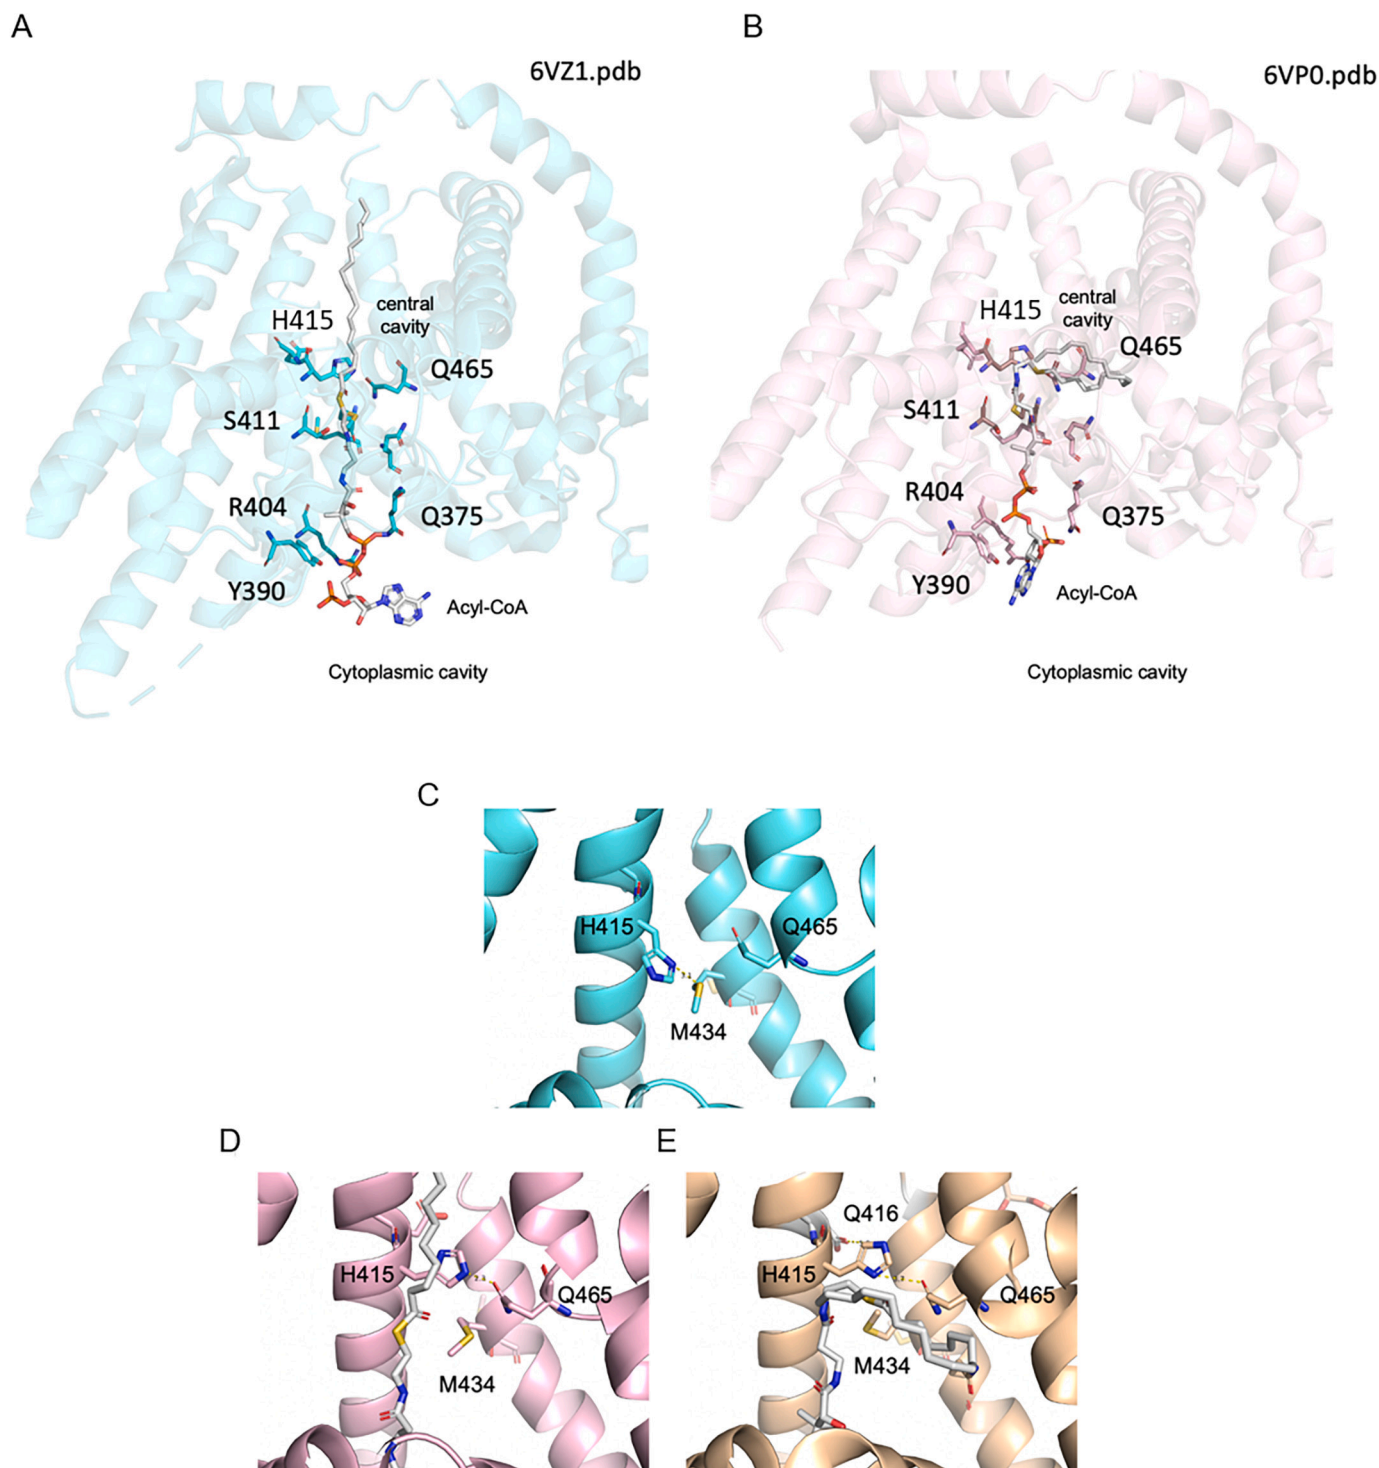 A
6VZ1.pdb
H415
central
cavity
Q465
S411
R404
Q375
Y390
Acyl-CoA
Cytoplasmic cavity
B
6VP0.pdb
H415
central
cavity
Q465
S411
R404
Q375
Y390
Acyl-CoA
Cytoplasmic cavity
C
H415
Q465
M434
D
H415
Q465
M434
E
Q416
H415
Q465
M434